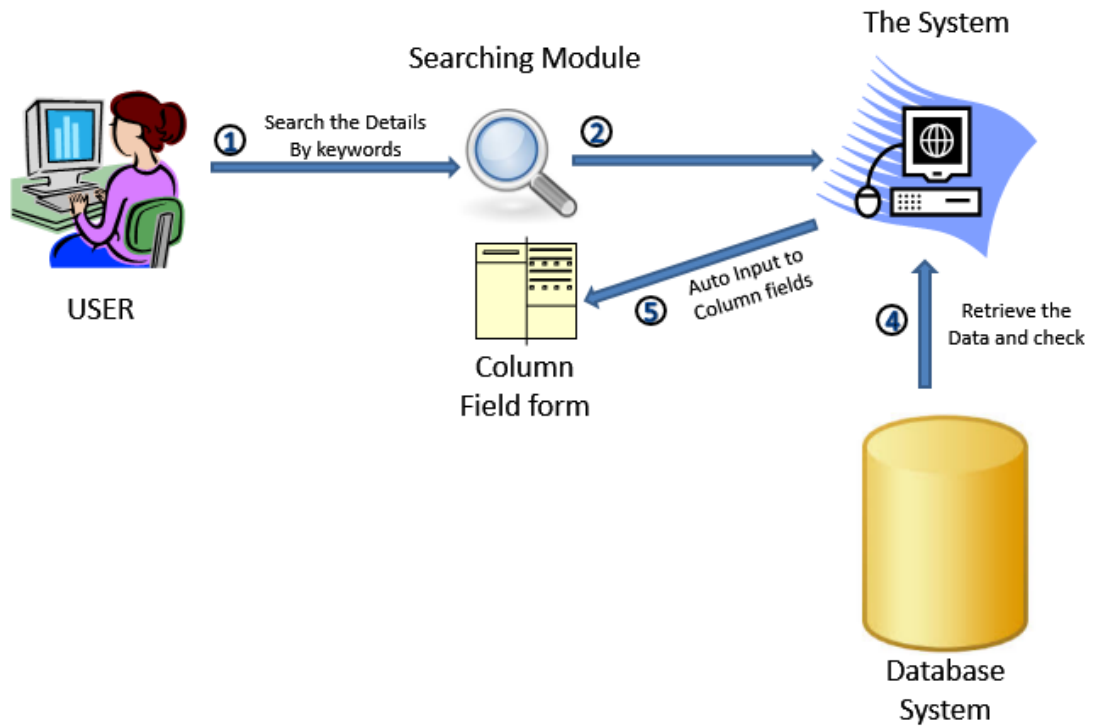 The System
Searching Module
1
Search the Details
By keywords
2
USER
5
Auto Input to
Column fields
4
Retrieve the
Data and check
Column
Field form
Database
System